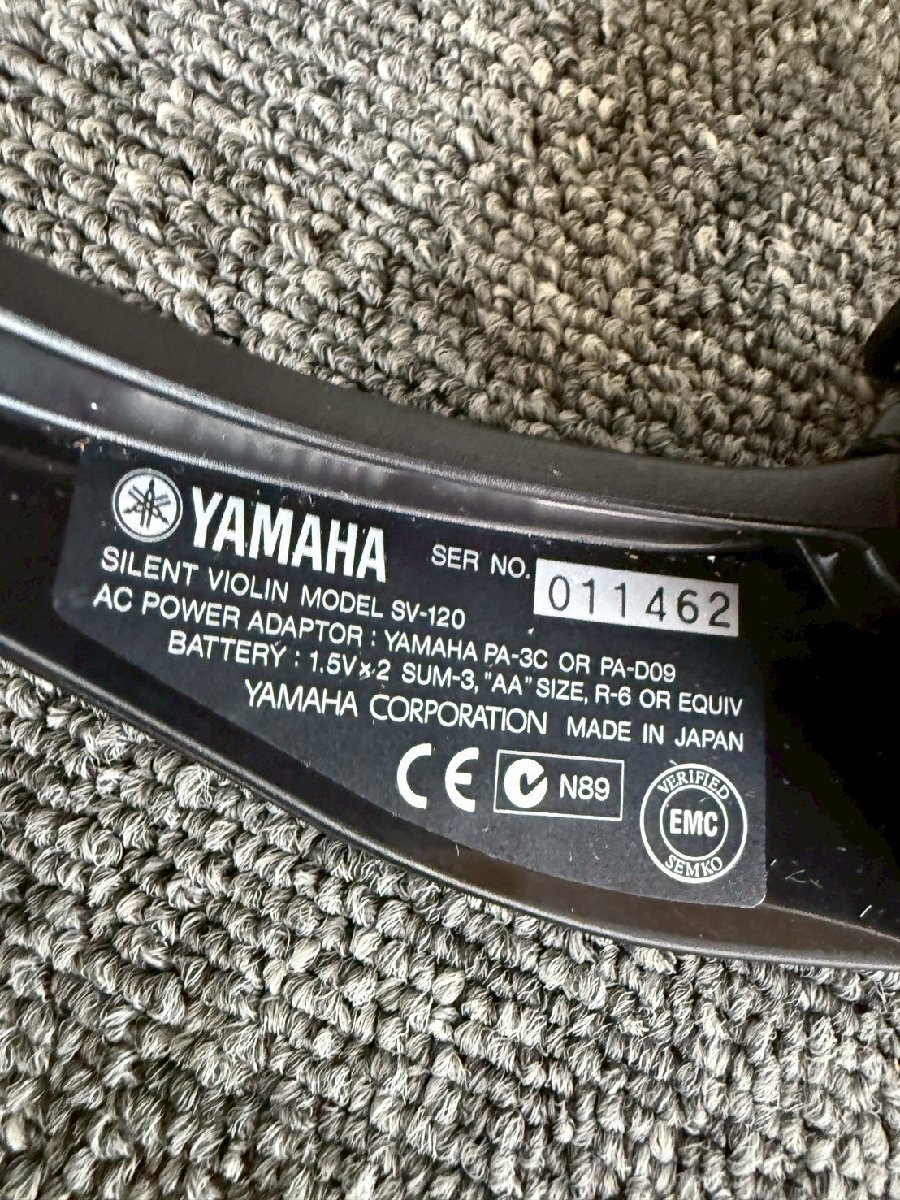 YAMAHA
SER NO. 011462
SILENT VIOLIN MODEL SV-120
AC POWER ADAPTOR : YAMAHA PA-3C OR PA-D09
BATTERY : 1.5V×2 SUM-3, "AA" SIZE, R-6 OR EQUIV
YAMAHA CORPORATION MADE IN JAPAN
CE N89
VERIFIED
EMC
SEMKO